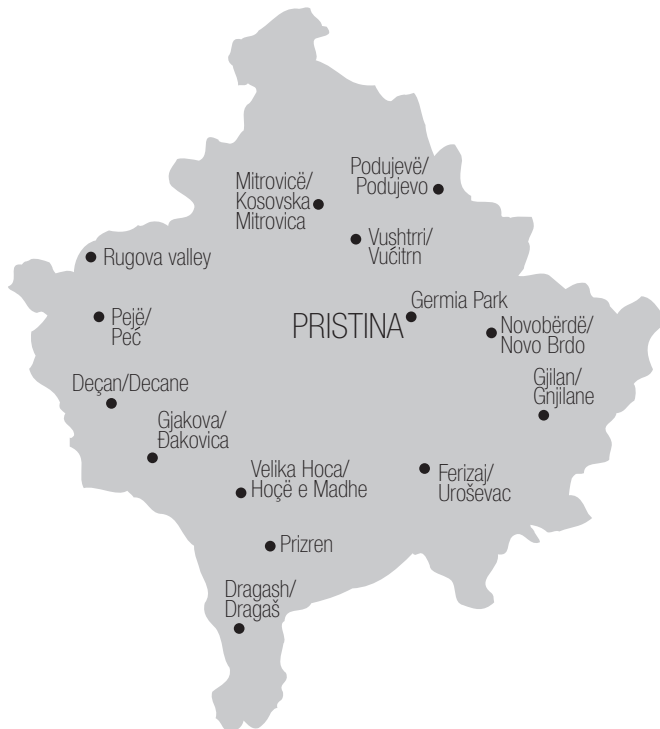 Podujevë/
Podujevo
Mitrovicë/
Kosovska
Mitrovica
Vushtrri/
Vućitrn
Rugova valley
Germia Park
PRISTINA
Pejë/
Peć
Novobërdë/
Novo Brdo
Deçan/Decane
Gjilan/
Gnjilane
Gjakova/
Đakovica
Velika Hoca/
Hoçë e Madhe
Ferizaj/
Uroševac
Prizren
Dragash/
Dragaš